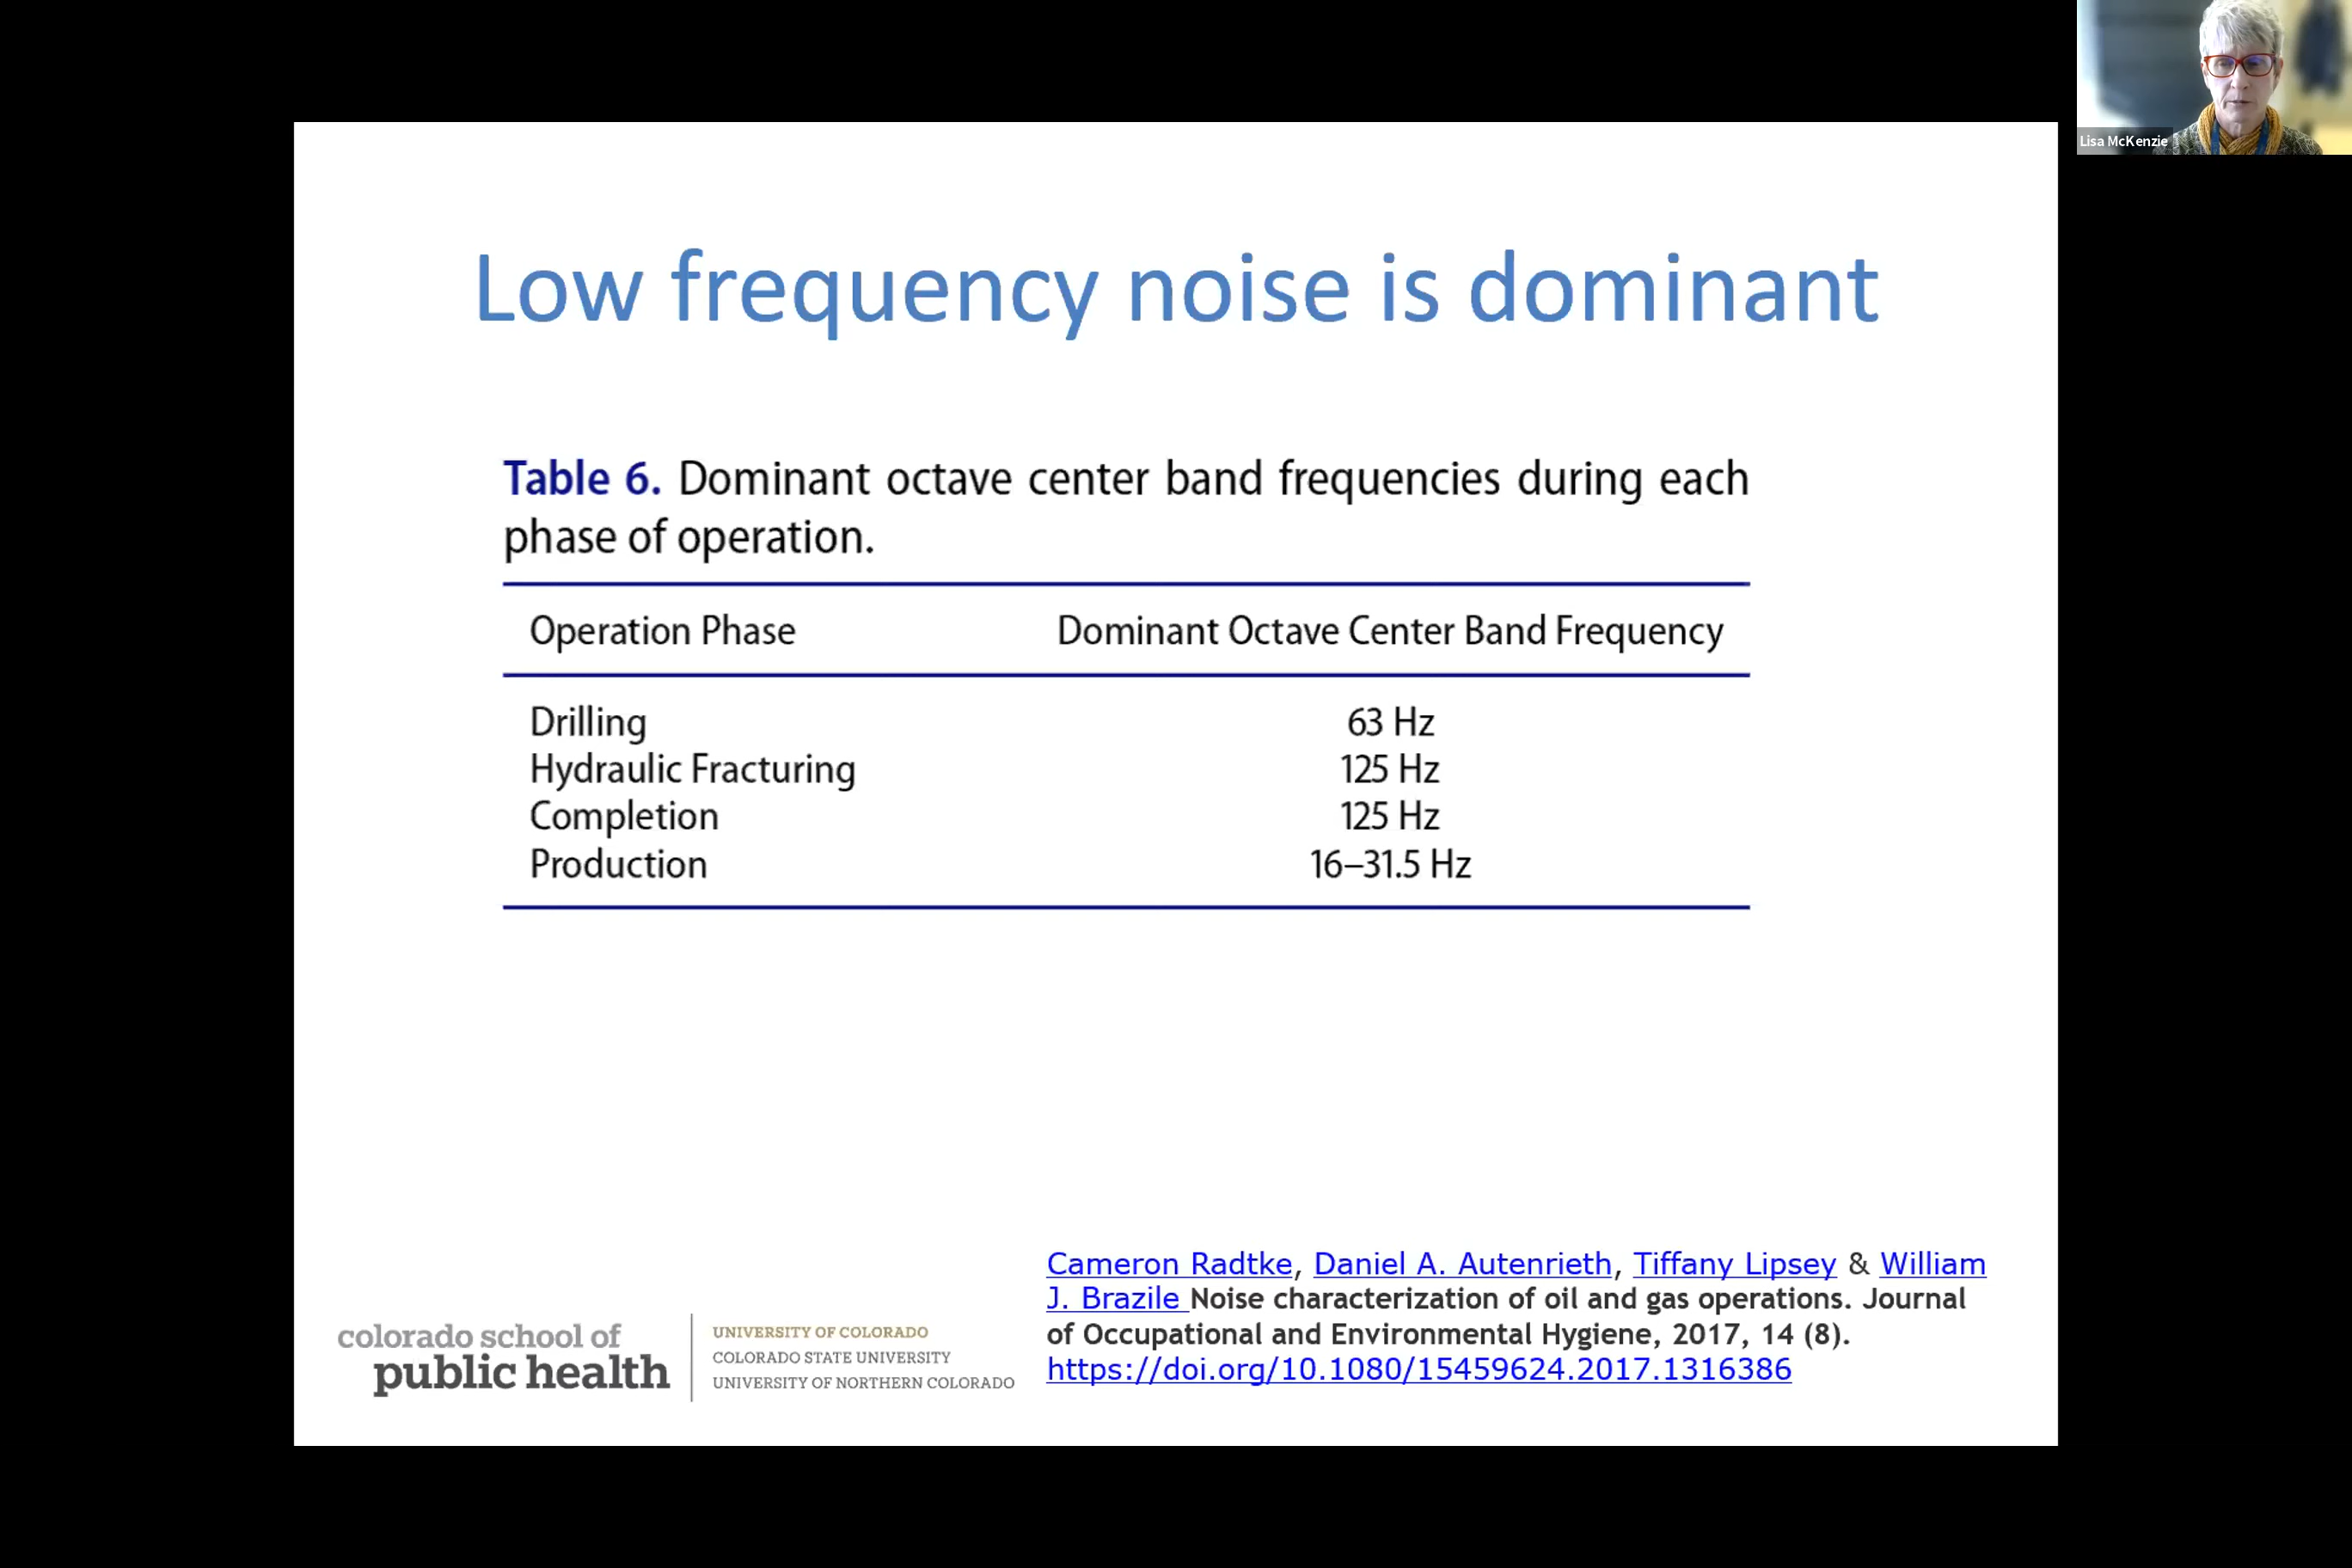 Lisa McKenzie
Low frequency noise is dominant
Table 6. Dominant octave center band frequencies during each
phase of operation.
Operation Phase Dominant Octave Center Band Frequency
Drilling 63 Hz
Hydraulic Fracturing 125 Hz
Completion 125 Hz
Production 16–31.5 Hz
Cameron Radtke, Daniel A. Autenrieth, Tiffany Lipsey & William
J. Brazile Noise characterization of oil and gas operations. Journal
of Occupational and Environmental Hygiene, 2017, 14 (8).
https://doi.org/10.1080/15459624.2017.1316386
colorado school of
public health
UNIVERSITY OF COLORADO
COLORADO STATE UNIVERSITY
UNIVERSITY OF NORTHERN COLORADO